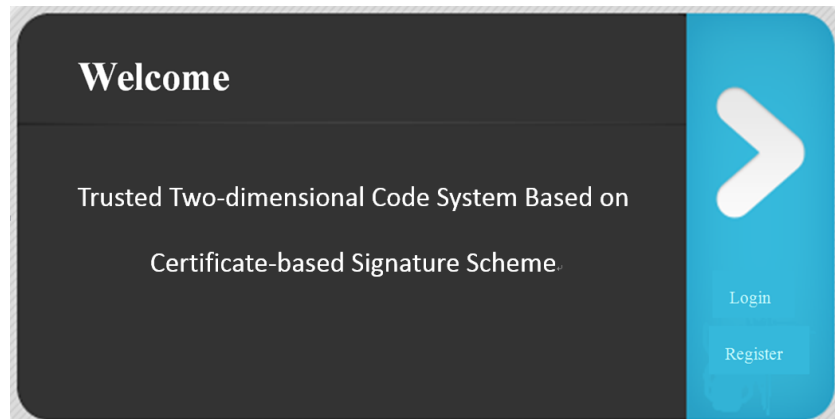 Welcome
Trusted Two-dimensional Code System Based on
Certificate-based Signature Scheme
Login
Register